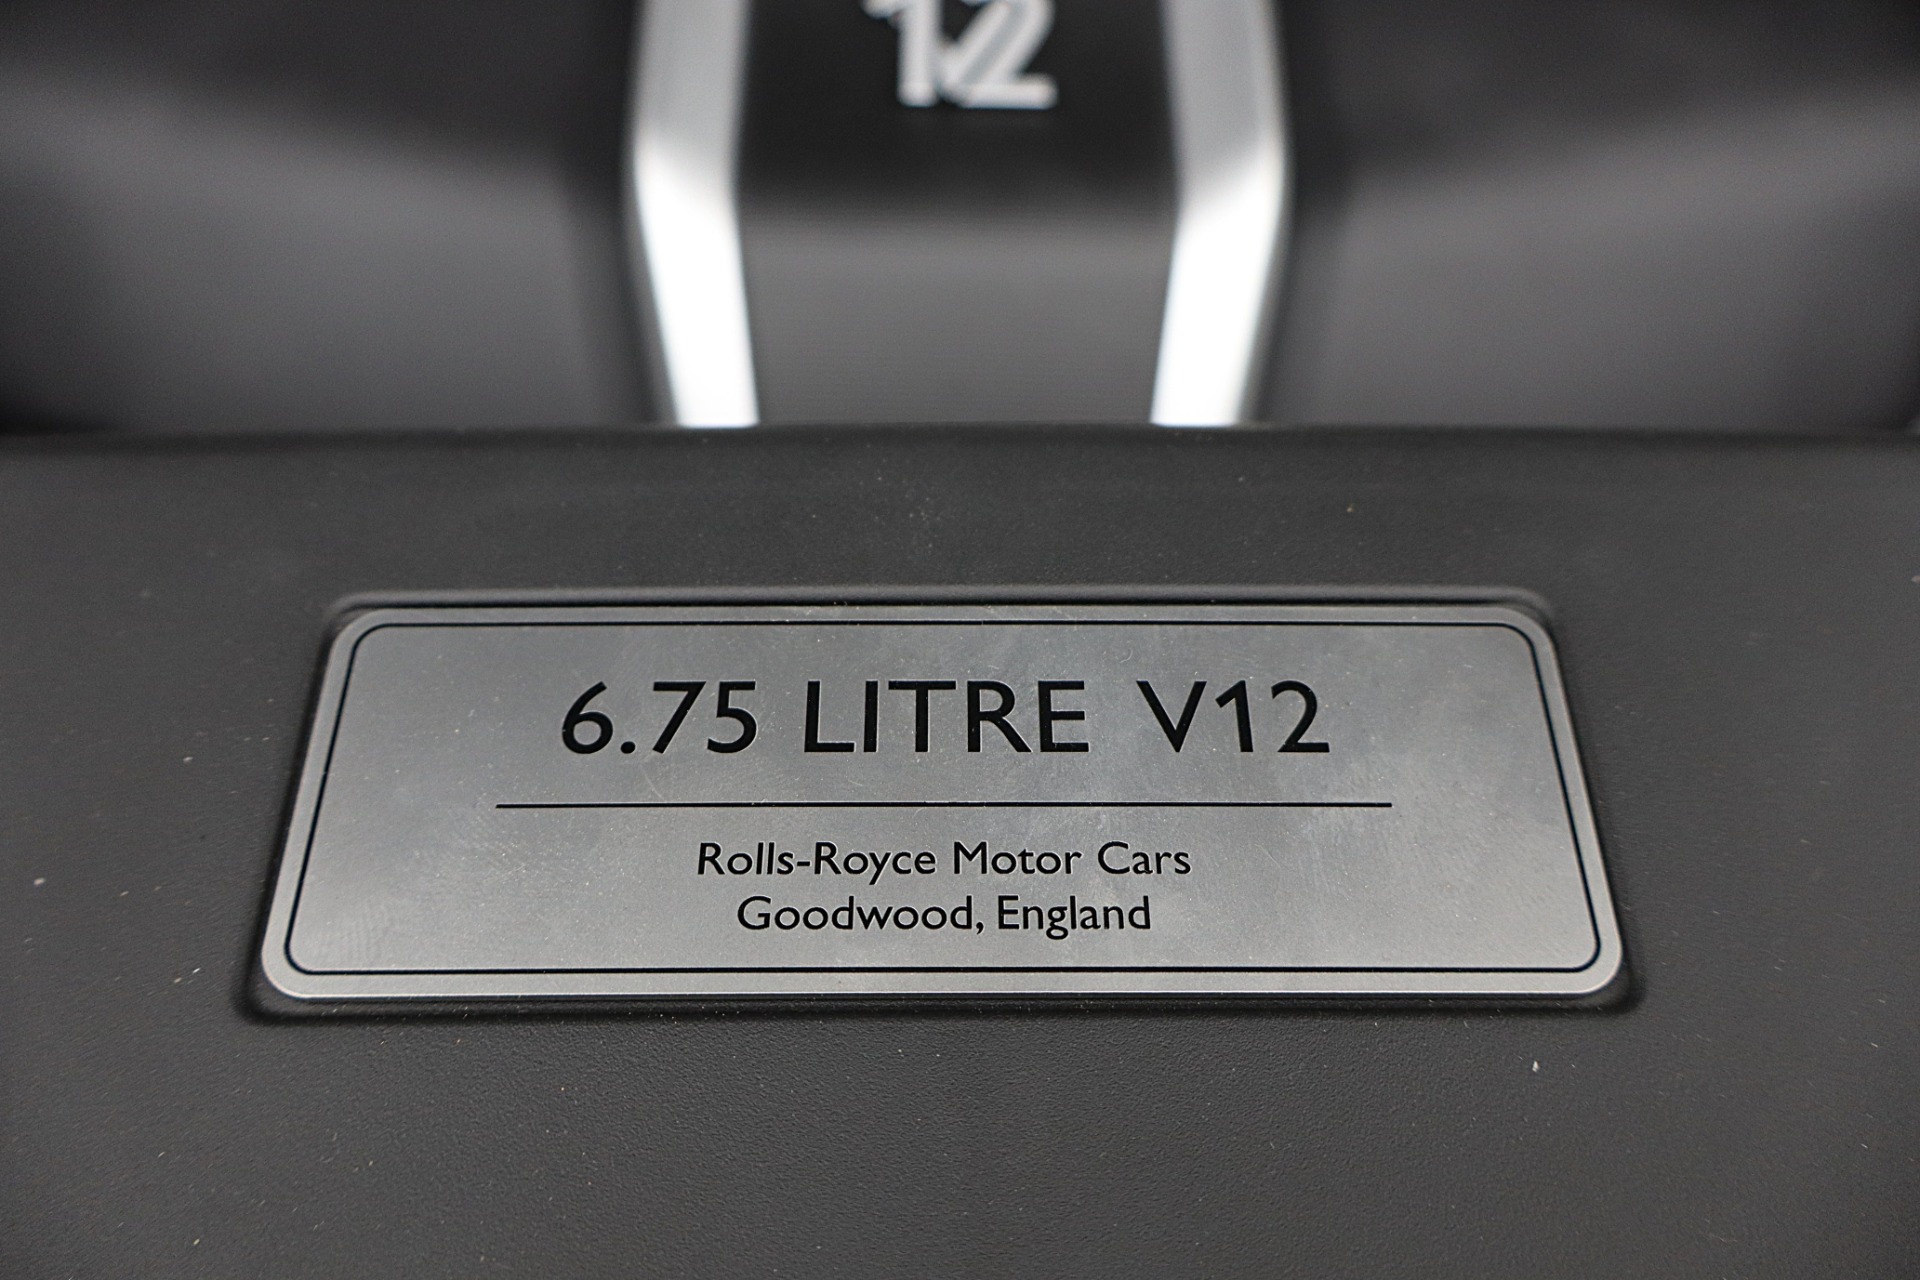 12
6.75 LITRE V12
Rolls-Royce Motor Cars
Goodwood, England